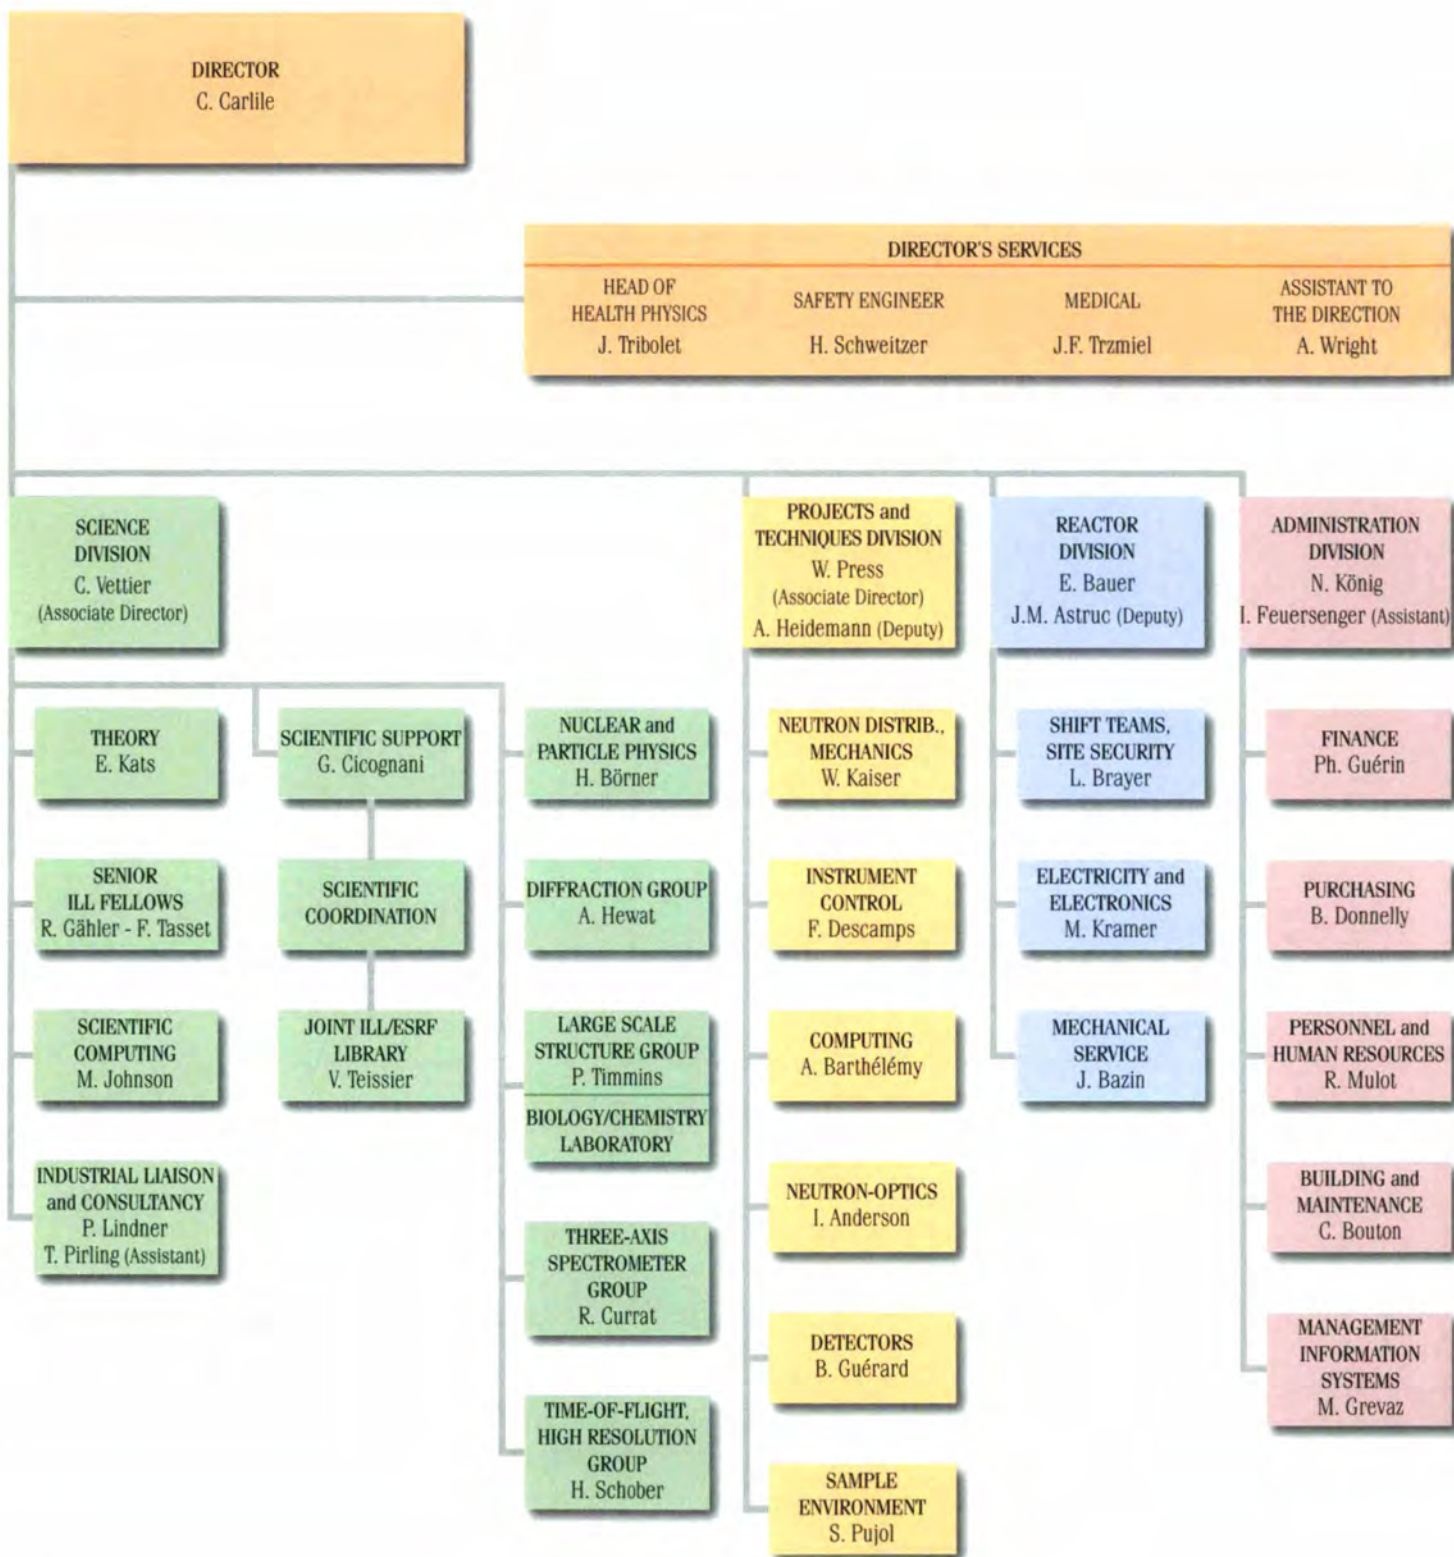 DIRECTOR
C. Carlile
DIRECTOR'S SERVICES
HEAD OF
HEALTH PHYSICS
J. Tribolet
SAFETY ENGINEER
H. Schweitzer
MEDICAL
J.F. Trzmiel
ASSISTANT TO
THE DIRECTION
A. Wright
SCIENCE
DIVISION
C. Vettier
(Associate Director)
PROJECTS and
TECHNIQUES DIVISION
W. Press
(Associate Director)
A. Heidemann (Deputy)
REACTOR
DIVISION
E. Bauer
J.M. Astruc (Deputy)
ADMINISTRATION
DIVISION
N. König
I. Feuersenger (Assistant)
THEORY
E. Kats
SENIOR
ILL FELLOWS
R. Gähler - F. Tasset
SCIENTIFIC
COMPUTING
M. Johnson
INDUSTRIAL LIAISON
and CONSULTANCY
P. Lindner
T. Pirling (Assistant)
SCIENTIFIC SUPPORT
G. Cicognani
SCIENTIFIC
COORDINATION
JOINT ILL/ESRF
LIBRARY
V. Teissier
NUCLEAR and
PARTICLE PHYSICS
H. Börner
DIFFRACTION GROUP
A. Hewat
LARGE SCALE
STRUCTURE GROUP
P. Timmins
BIOLOGY/CHEMISTRY
LABORATORY
THREE-AXIS
SPECTROMETER
GROUP
R. Currat
TIME-OF-FLIGHT,
HIGH RESOLUTION
GROUP
H. Schober
NEUTRON DISTRIB.,
MECHANICS
W. Kaiser
INSTRUMENT
CONTROL
F. Descamps
COMPUTING
A. Barthélémy
NEUTRON-OPTICS
I. Anderson
DETECTORS
B. Guérard
SAMPLE
ENVIRONMENT
S. Pujol
SHIFT TEAMS,
SITE SECURITY
L. Brayer
ELECTRICITY and
ELECTRONICS
M. Kramer
MECHANICAL
SERVICE
J. Bazin
FINANCE
Ph. Guérin
PURCHASING
B. Donnelly
PERSONNEL and
HUMAN RESOURCES
R. Mulot
BUILDING and
MAINTENANCE
C. Bouton
MANAGEMENT
INFORMATION
SYSTEMS
M. Grevaz